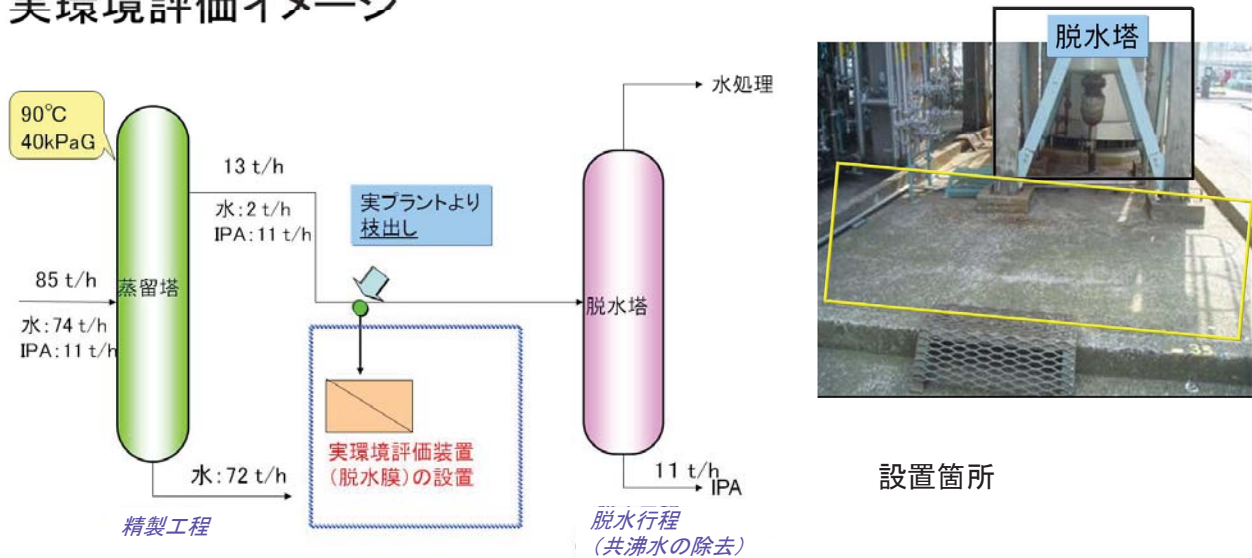 実環境評価イメージ
90℃
40kPaG
13 t/h
水:2 t/h
IPA:11 t/h
実プラントより
枝出し
水処理
85 t/h
水:74 t/h
IPA:11 t/h
蒸留塔
脱水塔
実環境評価装置
(脱水膜)の設置
水:72 t/h
11 t/h
IPA
精製工程
脱水行程
(共沸水の除去)
脱水塔
設置箇所